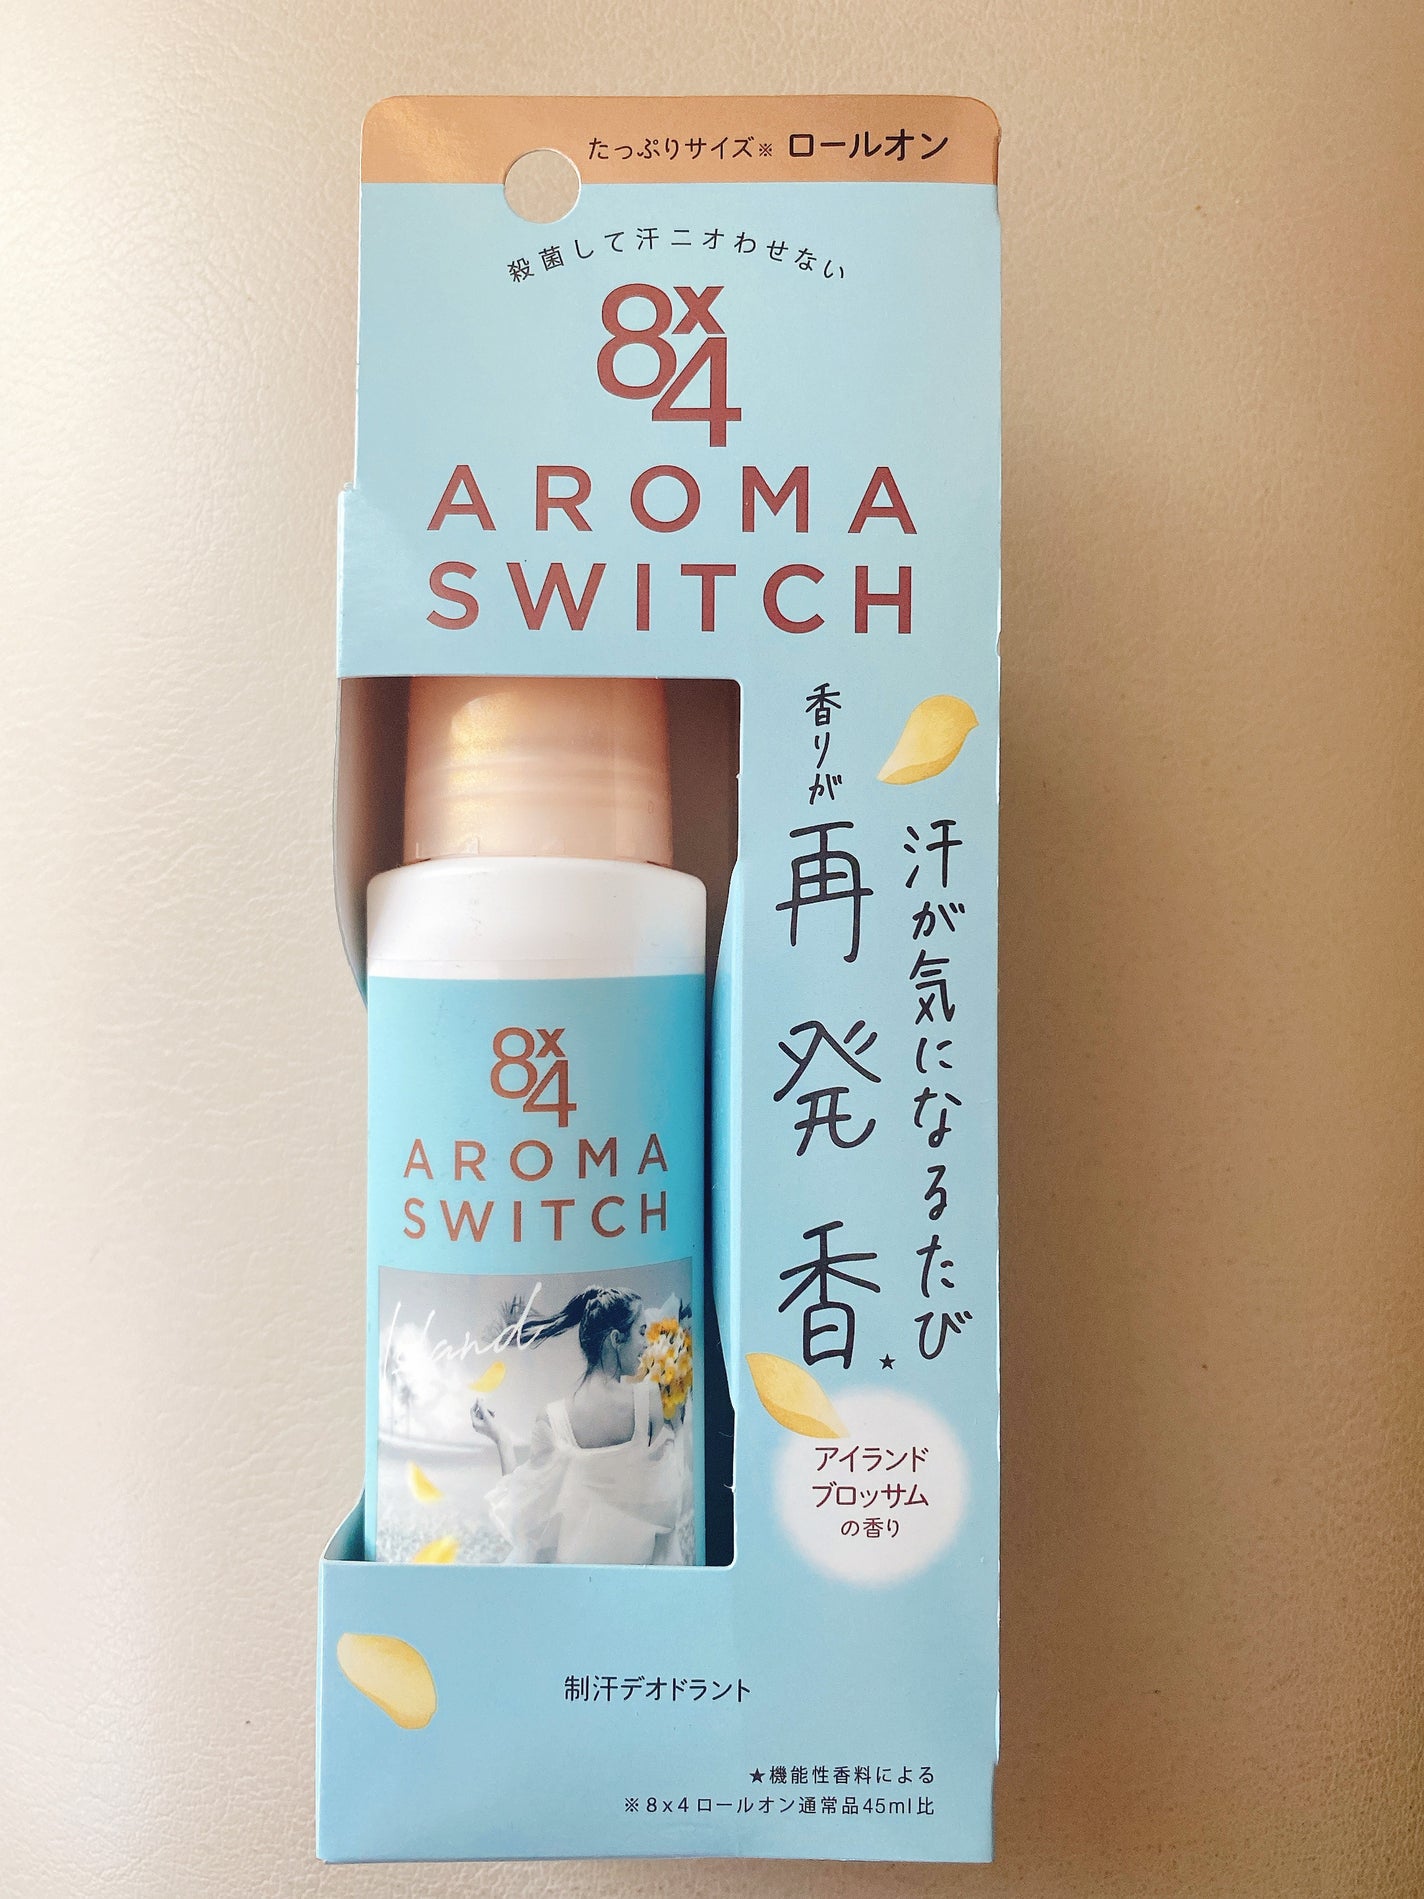 たっぷりサイズ※ ロールオン
殺菌して汗ニオわせない
8x4
AROMA
SWITCH
汗が気になるたび
香りが再発香★
8x4
AROMA
SWITCH
Island
アイランド
ブロッサム
の香り
制汗デオドラント
★機能性香料による
※8x4ロールオン通常品45ml比